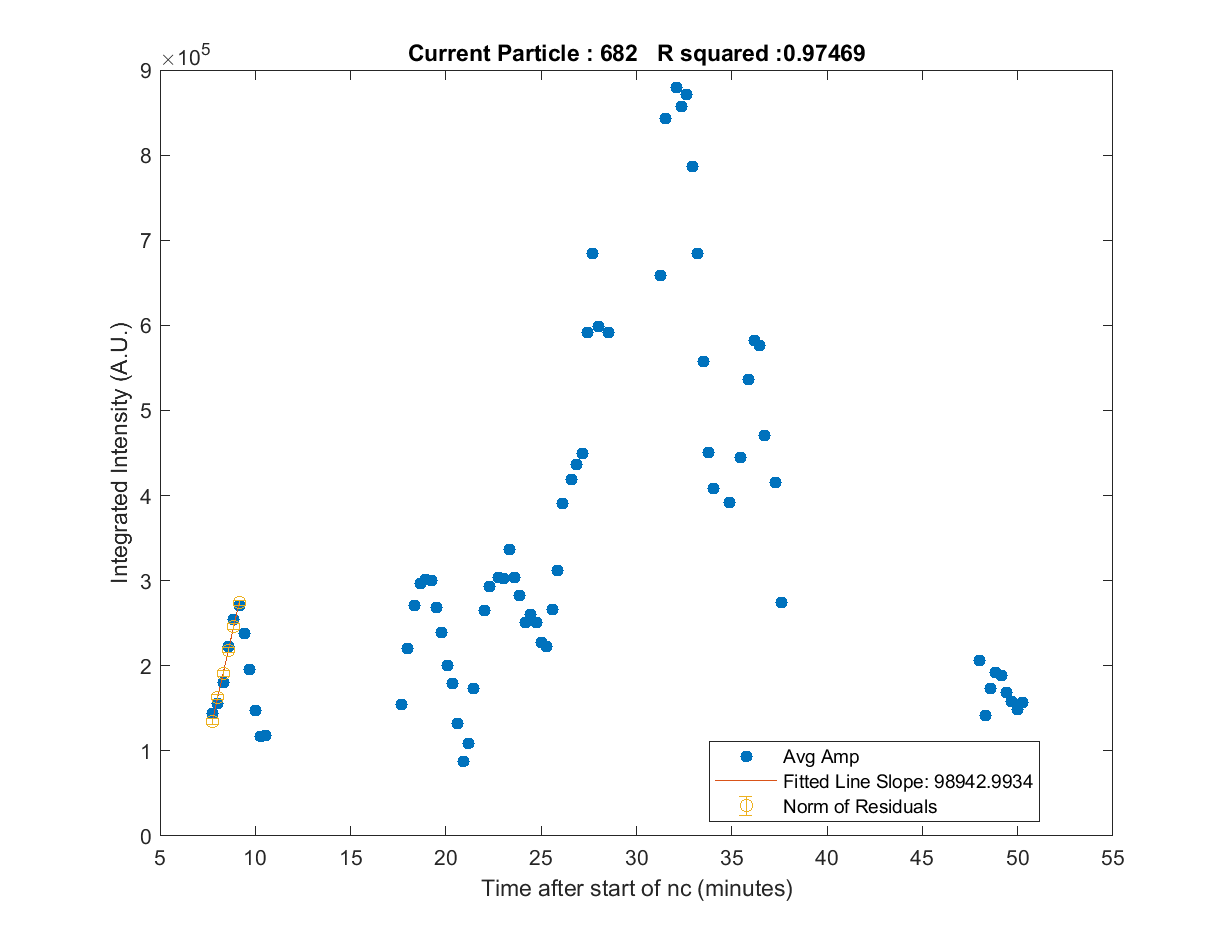 Current Particle : 682 R squared :0.97469
×10^5
9
8
7
6
5
4
3
2
1
0
Integrated Intensity (A.U.)
Avg Amp
Fitted Line Slope: 98942.9934
Norm of Residuals
5 10 15 20 25 30 35 40 45 50 55
Time after start of nc (minutes)